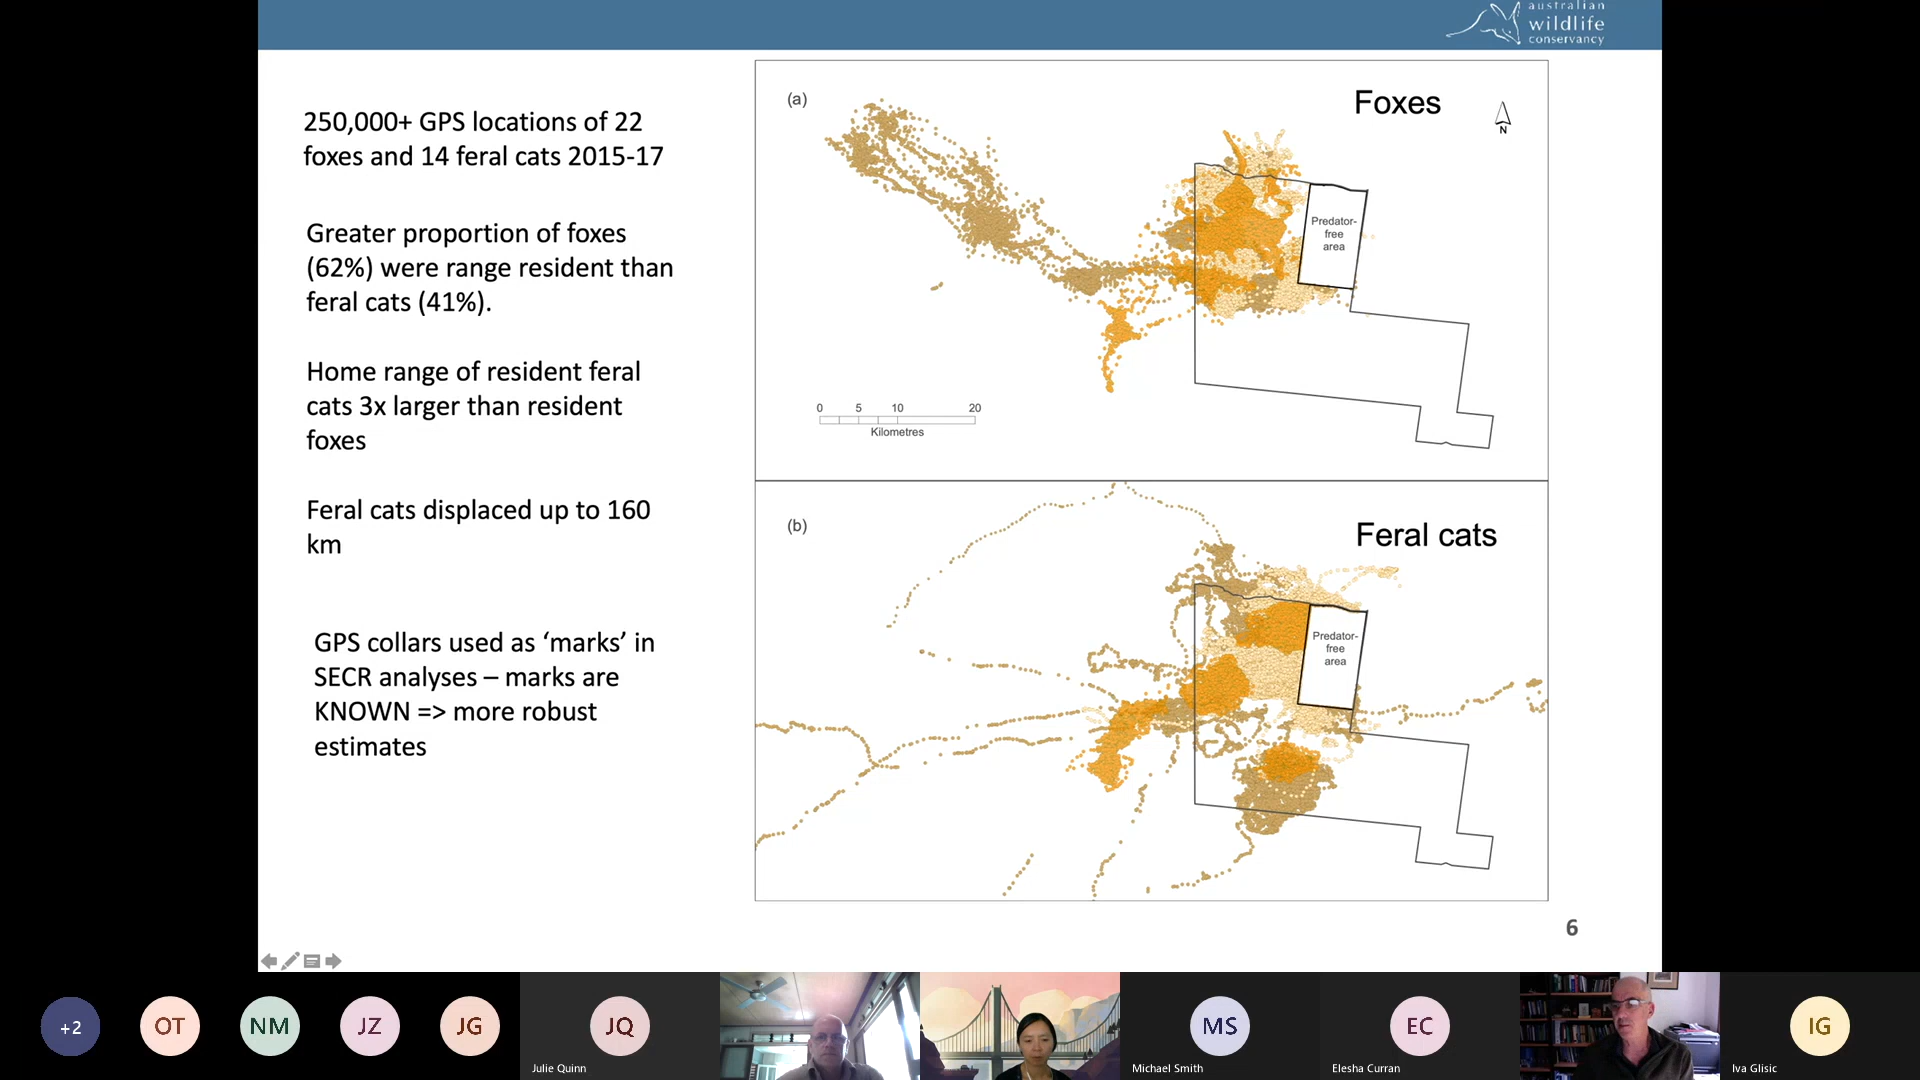 australian
wildlife
conservancy
250,000+ GPS locations of 22
foxes and 14 feral cats 2015-17
Greater proportion of foxes
(62%) were range resident than
feral cats (41%).
Home range of resident feral
cats 3x larger than resident
foxes
Feral cats displaced up to 160
km
GPS collars used as ‘marks’ in
SECR analyses – marks are
KNOWN => more robust
estimates
(a)
Foxes
N
Predator-
free
area
0 5 10 20
Kilometres
(b)
Feral cats
Predator-
free
area
6
+2
OT
NM
JZ
JG
JQ
Julie Quinn
MS
Michael Smith
EC
Elesha Curran
IG
Iva Glisic